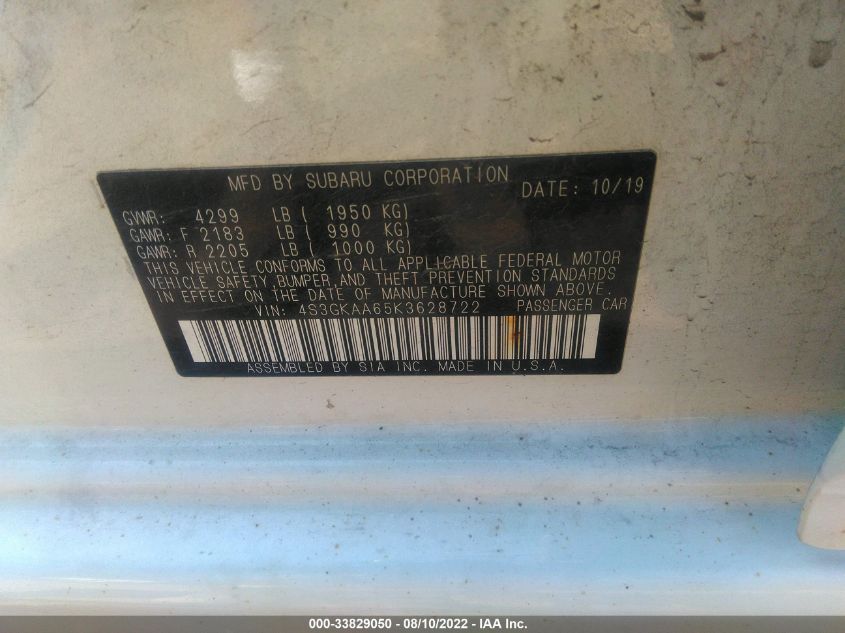 MFD BY SUBARU CORPORATION DATE: 10/19
GVWR: 4299 LB ( 1950 KG)
GAWR: F 2183 LB ( 990 KG)
GAWR: R 2205 LB ( 1000 KG)
THIS VEHICLE CONFORMS TO ALL APPLICABLE FEDERAL MOTOR
VEHICLE SAFETY,BUMPER,AND THEFT PREVENTION STANDARDS
IN EFFECT ON THE DATE OF MANUFACTURE SHOWN ABOVE.
VIN: 4S3GKAA65K3628722 PASSENGER CAR
ASSEMBLED BY SIA INC. MADE IN U.S.A.
000-33829050 - 08/10/2022 - IAA Inc.